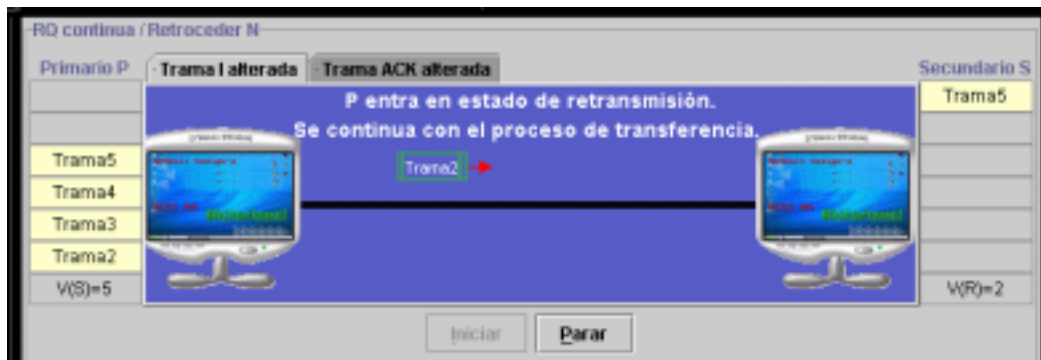 RQ continua / Retroceder N
Primario P
Trama I alterada
Trama ACK alterada
Secundario S
P entra en estado de retransmisión.
Se continua con el proceso de transferencia.
Trama2
Trama5
Trama4
Trama3
Trama2
V(S)=5
Trama5
V(R)=2
Iniciar
Parar